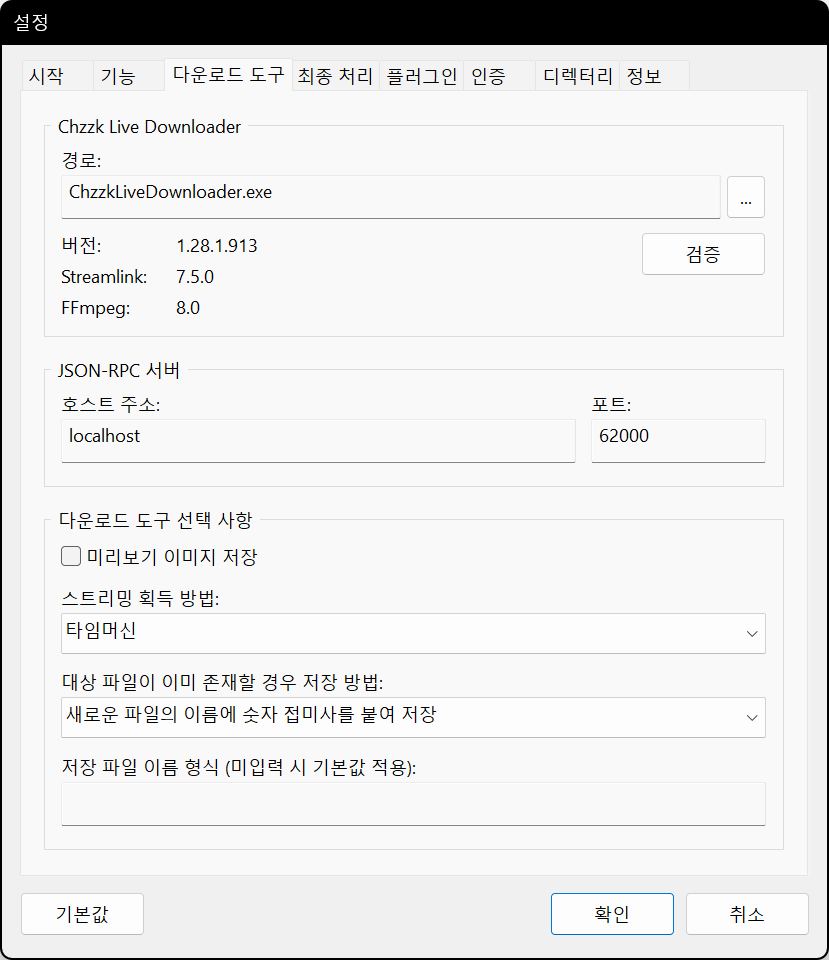 설정
시작 기능 다운로드 도구 최종 처리 플러그인 인증 디렉터리 정보
Chzzk Live Downloader
경로:
ChzzkLiveDownloader.exe ...
버전: 1.28.1.913 검증
Streamlink: 7.5.0
FFmpeg: 8.0
JSON-RPC 서버
호스트 주소: 포트:
localhost 62000
다운로드 도구 선택 사항
미리보기 이미지 저장
스트리밍 획득 방법:
타임머신
대상 파일이 이미 존재할 경우 저장 방법:
새로운 파일의 이름에 숫자 접미사를 붙여 저장
저장 파일 이름 형식 (미입력 시 기본값 적용):
기본값 확인 취소